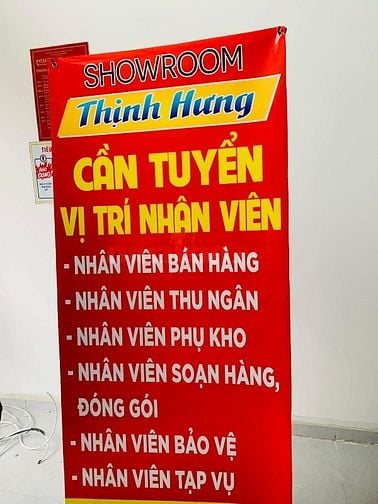 SHOWROOM
Thịnh Hưng
CẦN TUYỂN
VỊ TRÍ NHÂN VIÊN
- NHÂN VIÊN BÁN HÀNG
- NHÂN VIÊN THU NGÂN
- NHÂN VIÊN PHỤ KHO
- NHÂN VIÊN SOẠN HÀNG,
ĐÓNG GÓI
- NHÂN VIÊN BẢO VỆ
- NHÂN VIÊN TẠP VỤ